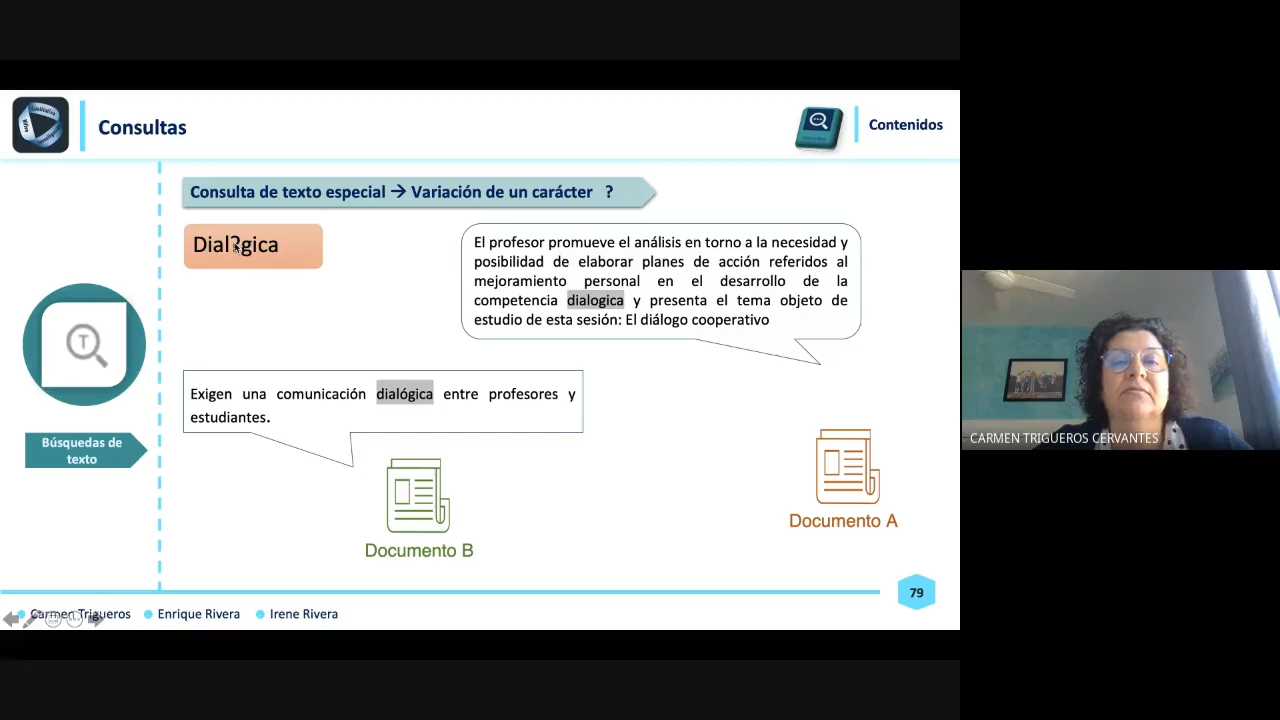 Consultas
Contenidos
Consulta de texto especial → Variación de un carácter ?
Dial?gica
El profesor promueve el análisis en torno a la necesidad y
posibilidad de elaborar planes de acción referidos al
mejoramiento personal en el desarrollo de la
competencia dialogica y presenta el tema objeto de
estudio de esta sesión: El diálogo cooperativo
Exigen una comunicación dialógica entre profesores y
estudiantes.
T
Búsquedas de
texto
Documento A
Documento B
CARMEN TRIGUEROS CERVANTES
79
Carmen Trigueros
Enrique Rivera
Irene Rivera